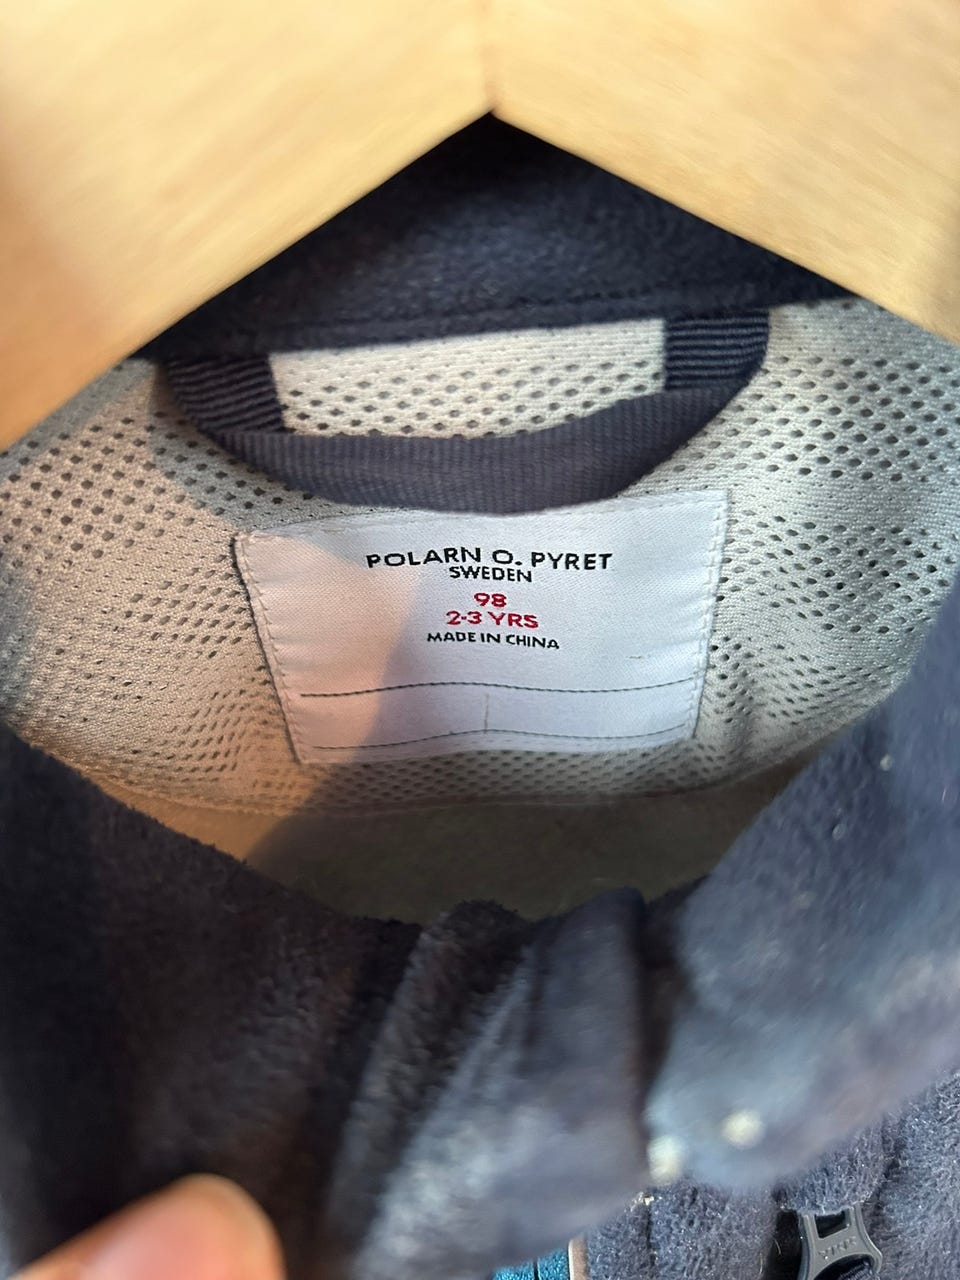 POLARN O. PYRET
SWEDEN
98
2-3 YRS
MADE IN CHINA